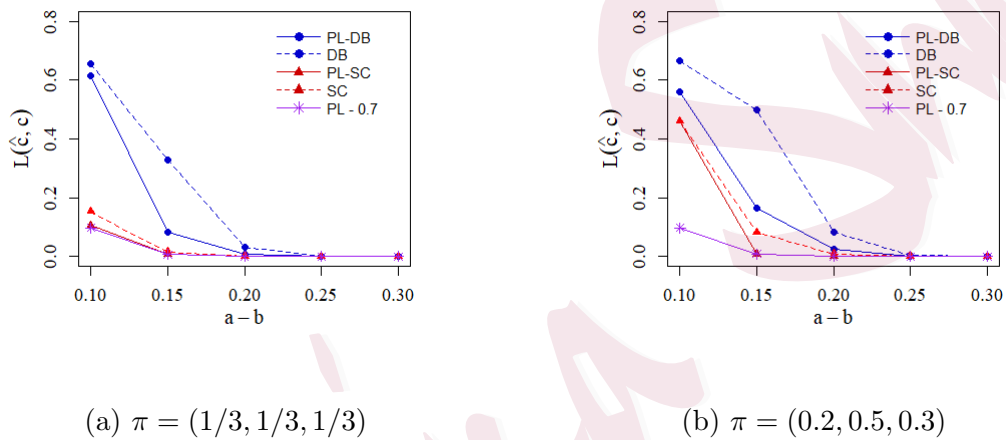 0.8
0.6
0.4
0.2
0.0
L(ĉ, c)
PL-DB
DB
PL-SC
SC
PL - 0.7
0.10 0.15 0.20 0.25 0.30
a – b
(a) π = (1/3, 1/3, 1/3)
0.8
0.6
0.4
0.2
0.0
L(ĉ, c)
PL-DB
DB
PL-SC
SC
PL - 0.7
0.10 0.15 0.20 0.25 0.30
a – b
(b) π = (0.2, 0.5, 0.3)